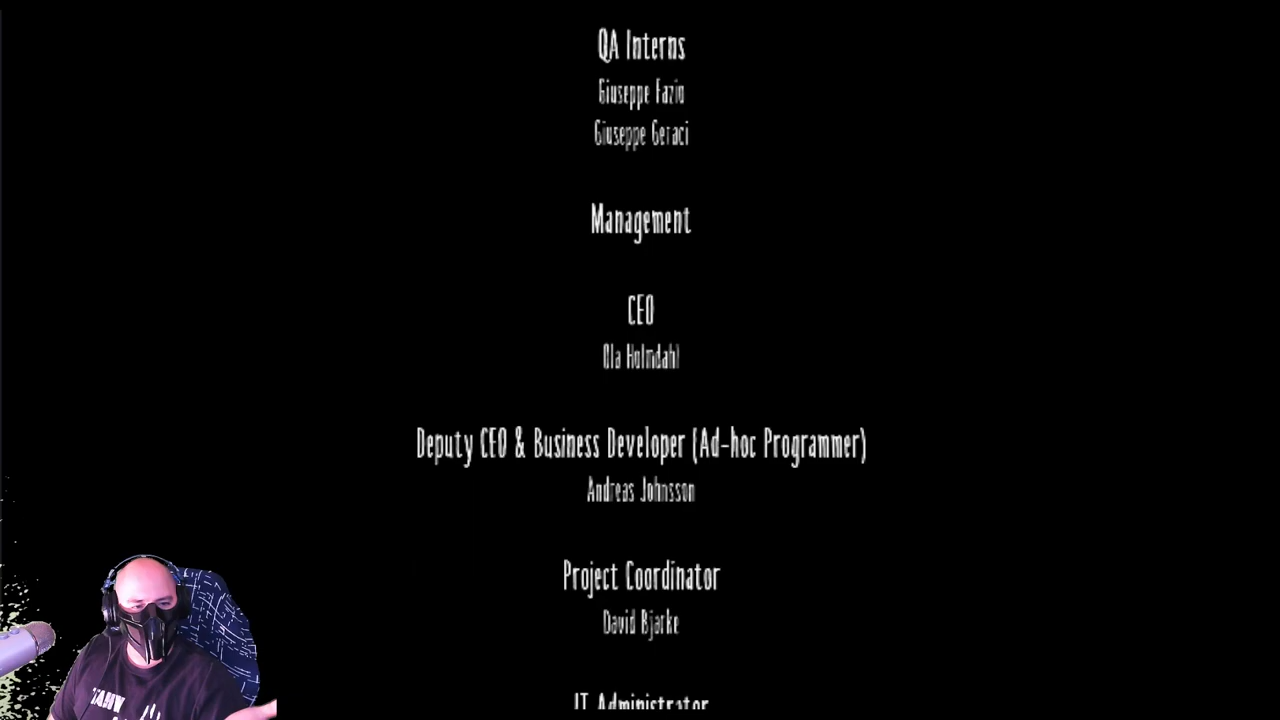 QA Interns
Giuseppe Fazio
Giuseppe Geraci
Management
CEO
Ola Holmdahl
Deputy CEO & Business Developer (Ad-hoc Programmer)
Andreas Johnsson
Project Coordinator
David Bjarke
IT Administrator